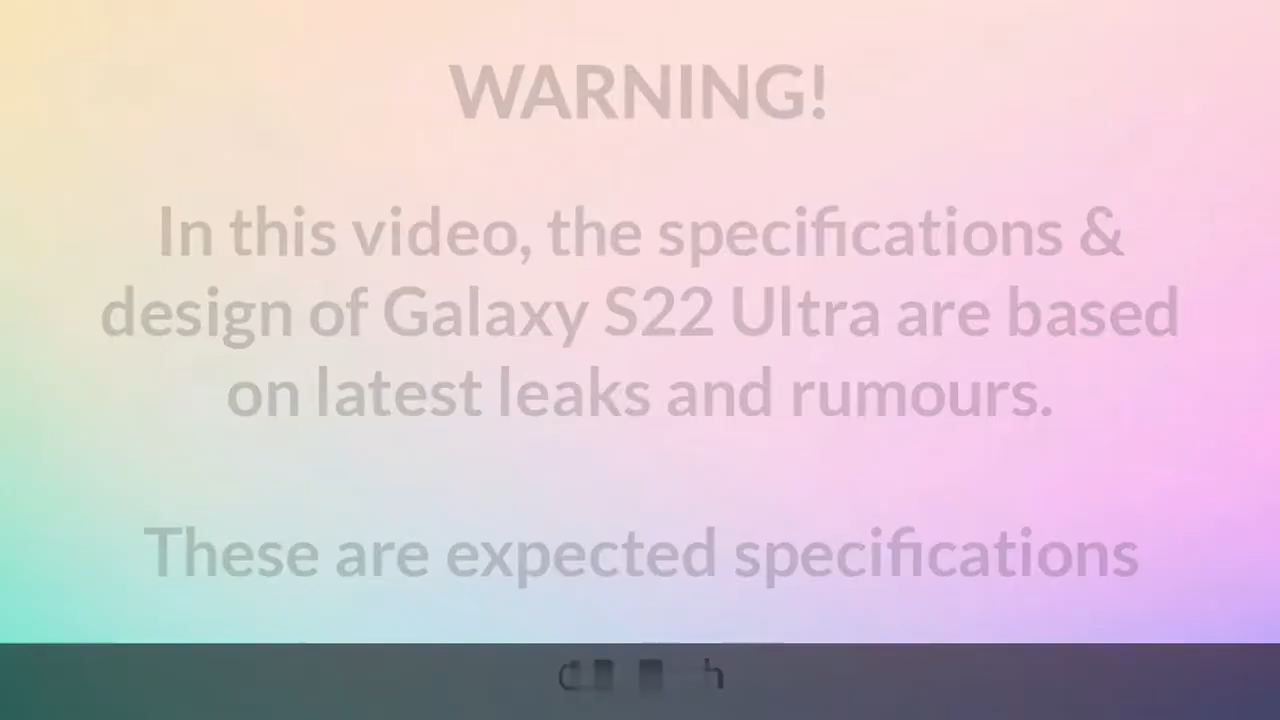 WARNING!
In this video, the specifications &
design of Galaxy S22 Ultra are based
on latest leaks and rumours.
These are expected specifications